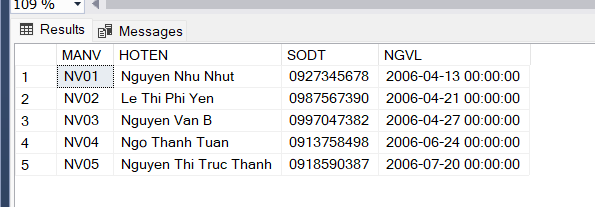 109 %
Results Messages
MANV HOTEN SODT NGVL
1 NV01 Nguyen Nhu Nhut 0927345678 2006-04-13 00:00:00
2 NV02 Le Thi Phi Yen 0987567390 2006-04-21 00:00:00
3 NV03 Nguyen Van B 0997047382 2006-04-27 00:00:00
4 NV04 Ngo Thanh Tuan 0913758498 2006-06-24 00:00:00
5 NV05 Nguyen Thi Truc Thanh 0918590387 2006-07-20 00:00:00